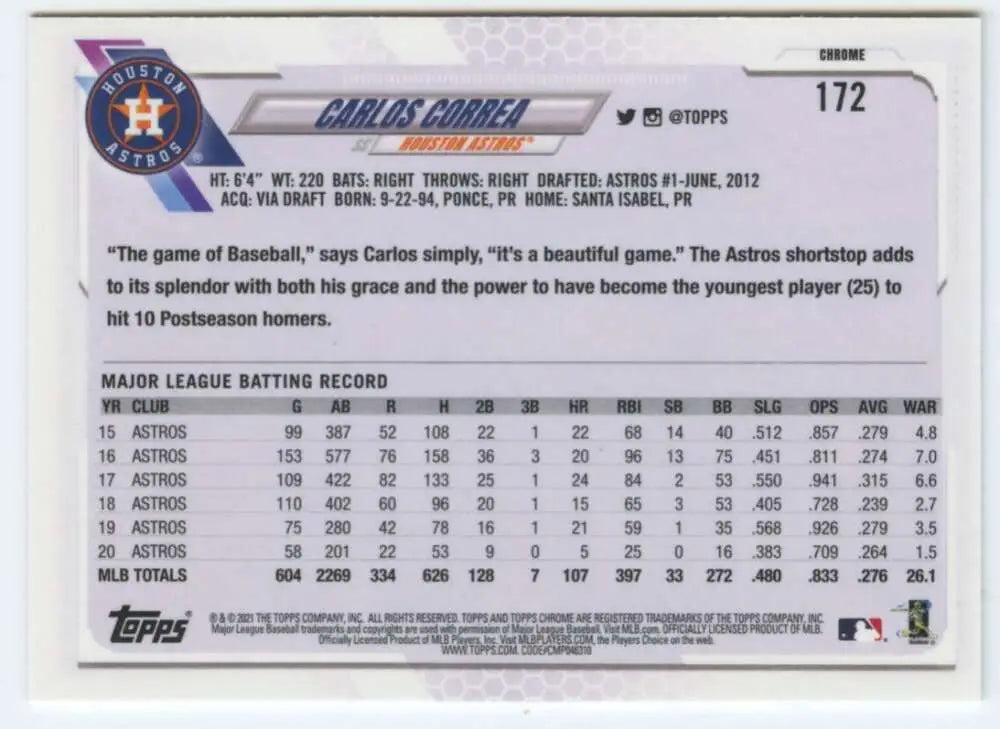 CHROME
172
HOUSTON
H
ASTROS
®
CARLOS CORREA
@TOPPS
SS HOUSTON ASTROS®
HT: 6'4" WT: 220 BATS: RIGHT THROWS: RIGHT DRAFTED: ASTROS #1-JUNE, 2012
ACQ: VIA DRAFT BORN: 9-22-94, PONCE, PR HOME: SANTA ISABEL, PR
“The game of Baseball,” says Carlos simply, “it's a beautiful game.” The Astros shortstop adds
to its splendor with both his grace and the power to have become the youngest player (25) to
hit 10 Postseason homers.
MAJOR LEAGUE BATTING RECORD
YR CLUB G AB R H 2B 3B HR RBI SB BB SLG OPS AVG WAR
15 ASTROS 99 387 52 108 22 1 22 68 14 40 .512 .857 .279 4.8
16 ASTROS 153 577 76 158 36 3 20 96 13 75 .451 .811 .274 7.0
17 ASTROS 109 422 82 133 25 1 24 84 2 53 .550 .941 .315 6.6
18 ASTROS 110 402 60 96 20 1 15 65 3 53 .405 .728 .239 2.7
19 ASTROS 75 280 42 78 16 1 21 59 1 35 .568 .926 .279 3.5
20 ASTROS 58 201 22 53 9 0 5 25 0 16 .383 .709 .264 1.5
MLB TOTALS 604 2269 334 626 128 7 107 397 33 272 .480 .833 .276 26.1
Topps®
® & © 2021 THE TOPPS COMPANY, INC. ALL RIGHTS RESERVED. TOPPS AND TOPPS CHROME ARE REGISTERED TRADEMARKS OF THE TOPPS COMPANY, INC.
Major League Baseball trademarks and copyrights are used with permission of Major League Baseball. Visit MLB.com. OFFICIALLY LICENSED PRODUCT OF MLB.
Officially Licensed Product of MLB Players, Inc. Visit MLBPLAYERS.COM, the Players Choice on the web.
WWW.TOPPS.COM. CODE#CMP046310